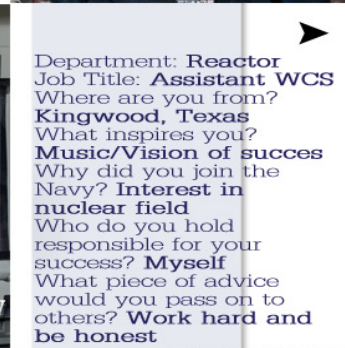 Department: Reactor
Job Title: Assistant WCS
Where are you from?
Kingwood, Texas
What inspires you?
Music/Vision of succes
Why did you join the
Navy? Interest in
nuclear field
Who do you hold
responsible for your
success? Myself
What piece of advice
would you pass on to
others? Work hard and
be honest